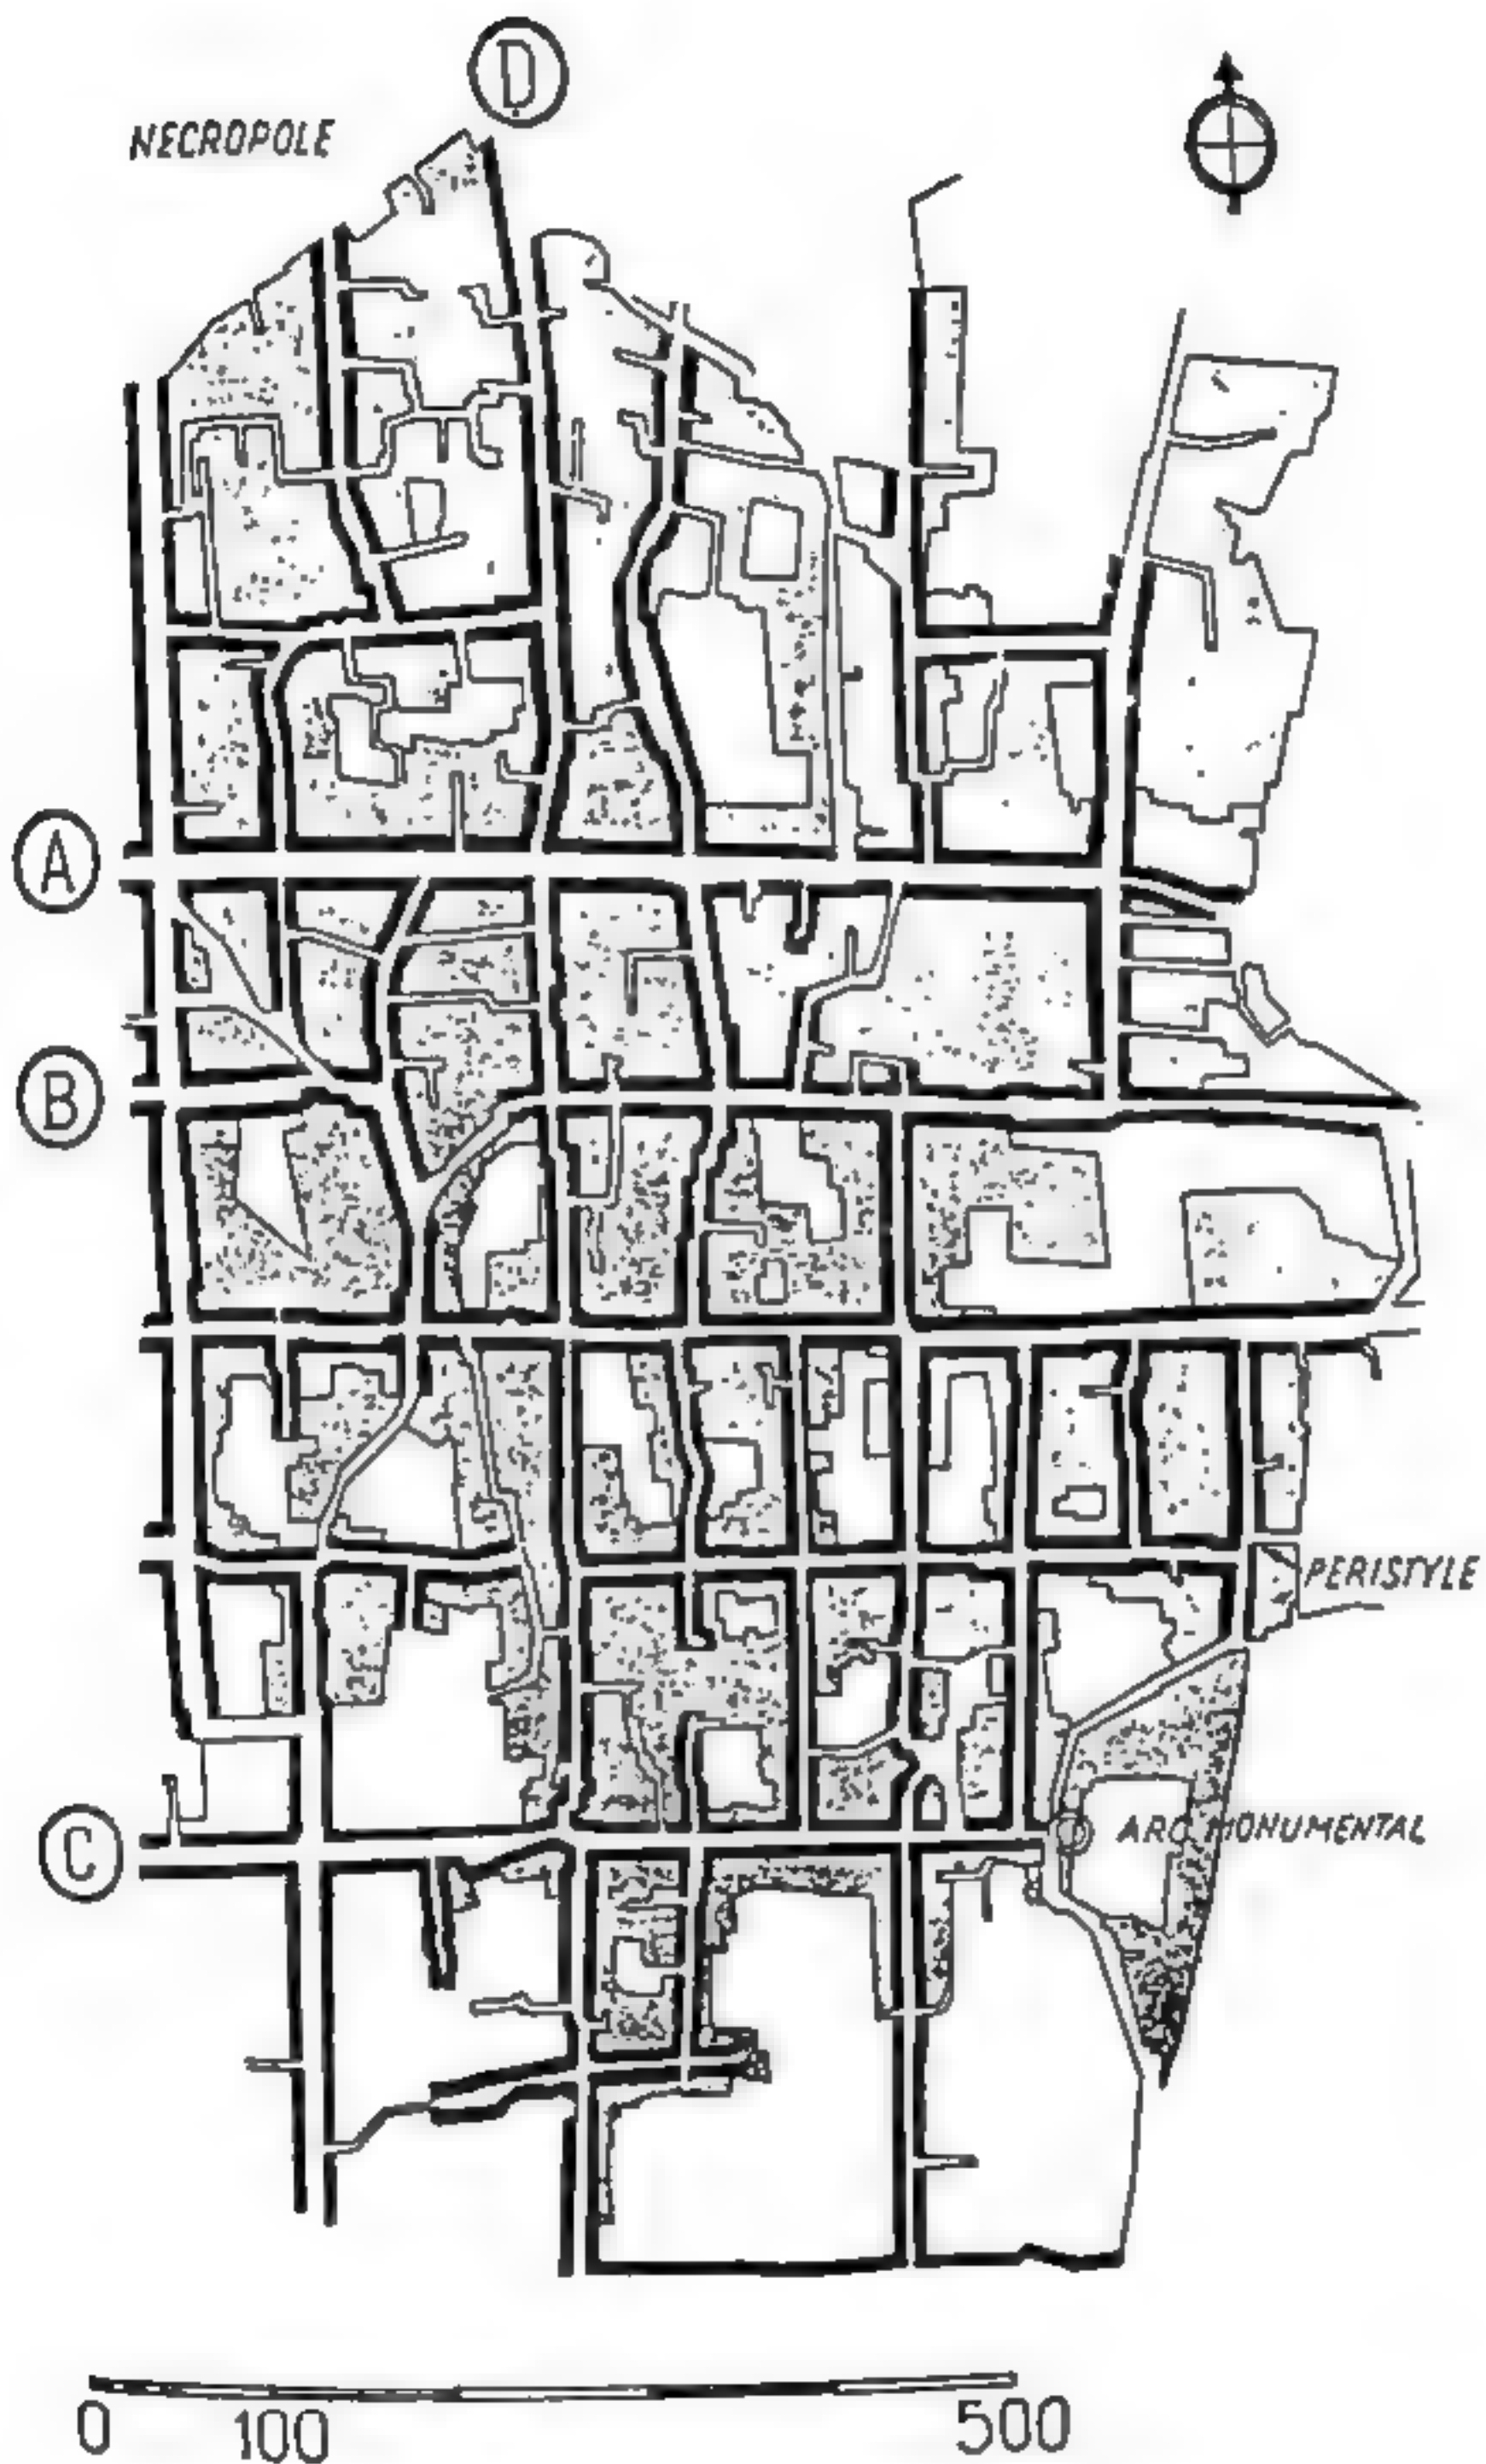 D
NECROPOLE
A
B
PERISTYLE
C
ARC MONUMENTAL
0 100 500